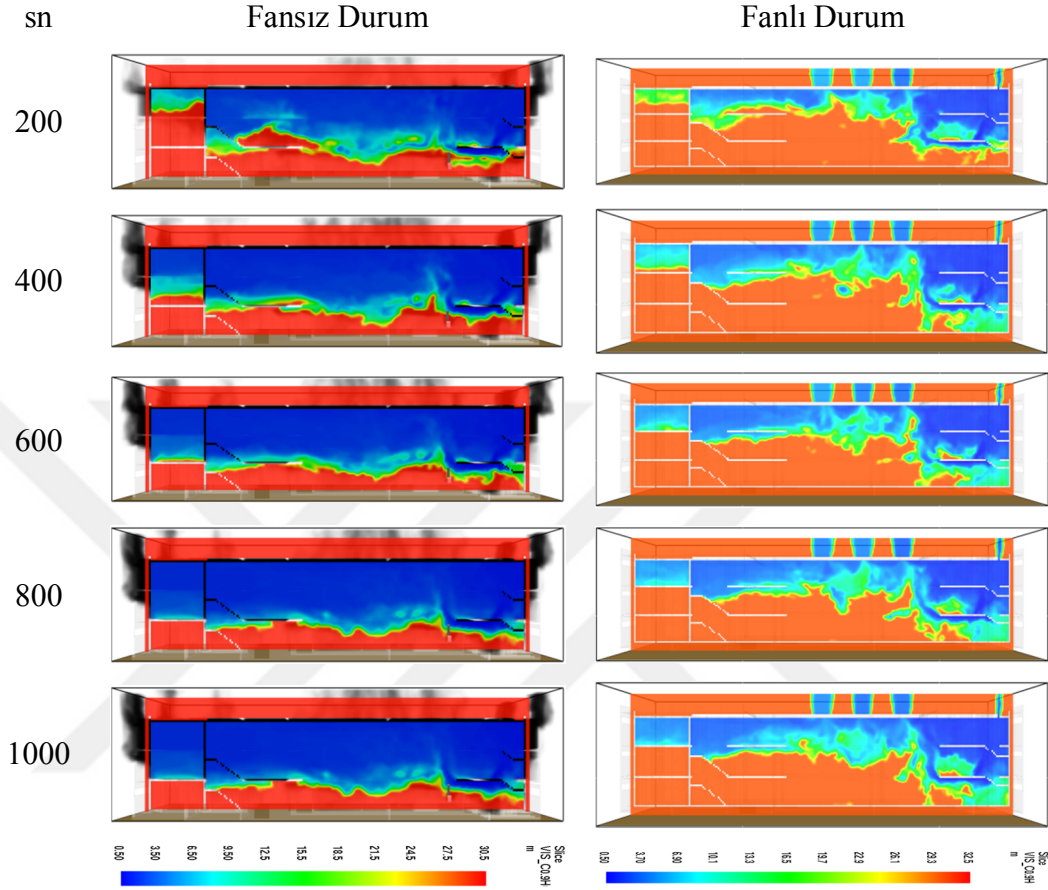 sn Fansız Durum Fanlı Durum
200
400
600
800
1000
0.50 3.50 6.50 9.50 12.5 15.5 18.5 21.5 24.5 27.5 30.5 Slice VIS_C0.9H m
0.50 3.70 6.90 10.1 13.3 16.5 19.7 22.9 26.1 29.3 32.5 Slice VIS_C0.9H m